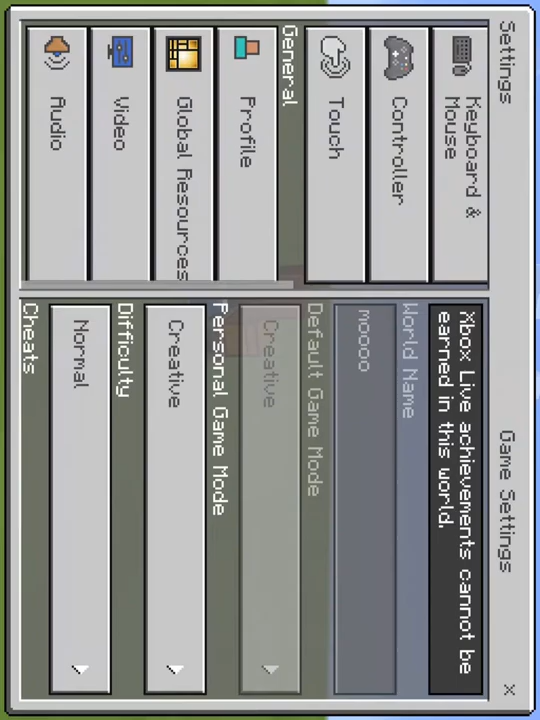 Settings
Game Settings
X
Keyboard &
Mouse
Controller
Touch
General
Profile
Global Resources
Video
Audio
Xbox Live achievements cannot be
earned in this world.
World Name
moooo
Default Game Mode
Creative
Personal Game Mode
Creative
Difficulty
Normal
Cheats